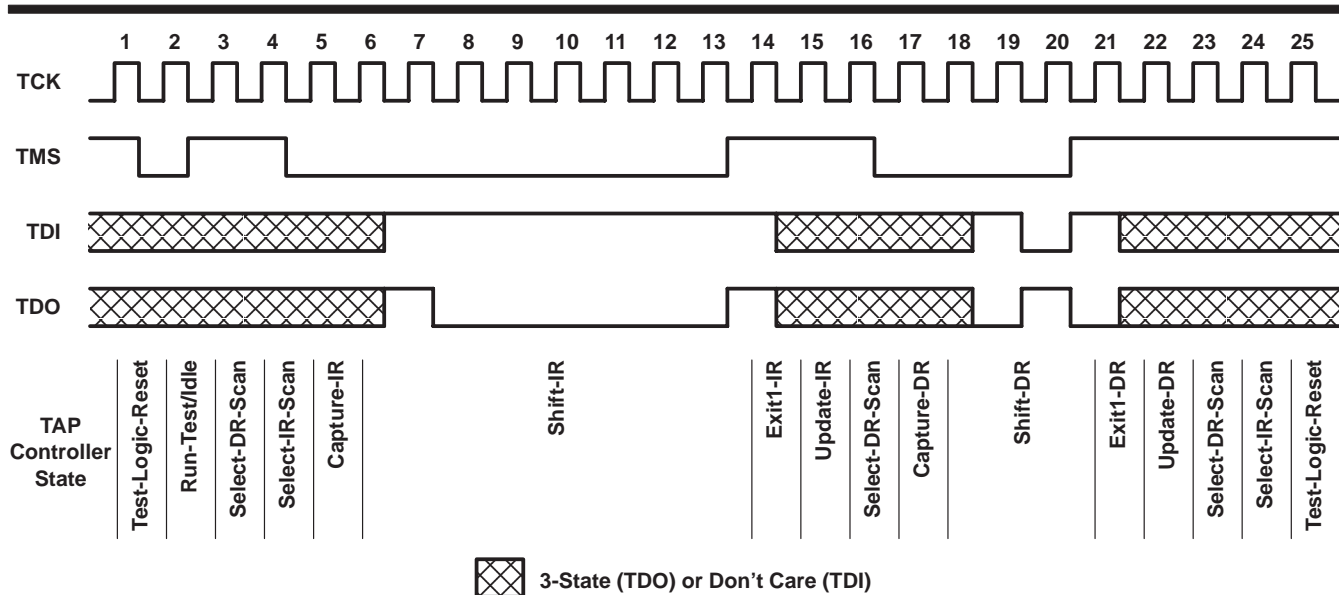 1 2 3 4 5 6 7 8 9 10 11 12 13 14 15 16 17 18 19 20 21 22 23 24 25
TCK
TMS
TDI
TDO
TAP
Controller
State
Test-Logic-Reset
Run-Test/Idle
Select-DR-Scan
Select-IR-Scan
Capture-IR
Shift-IR
Exit1-IR
Update-IR
Select-DR-Scan
Capture-DR
Shift-DR
Exit1-DR
Update-DR
Select-DR-Scan
Select-IR-Scan
Test-Logic-Reset
3-State (TDO) or Don't Care (TDI)